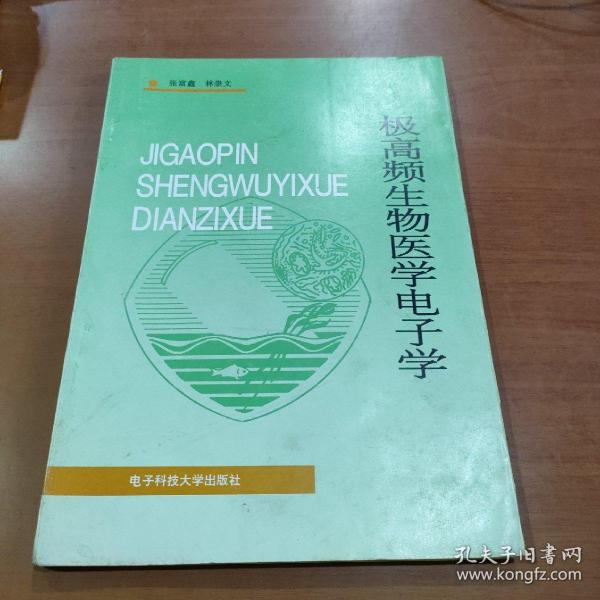 张富鑫 林崇文
JIGAOPIN
SHENGWUYIXUE
DIANZIXUE
极高频生物医学电子学
电子科技大学出版社
孔夫子旧书网
www.kongfz.com